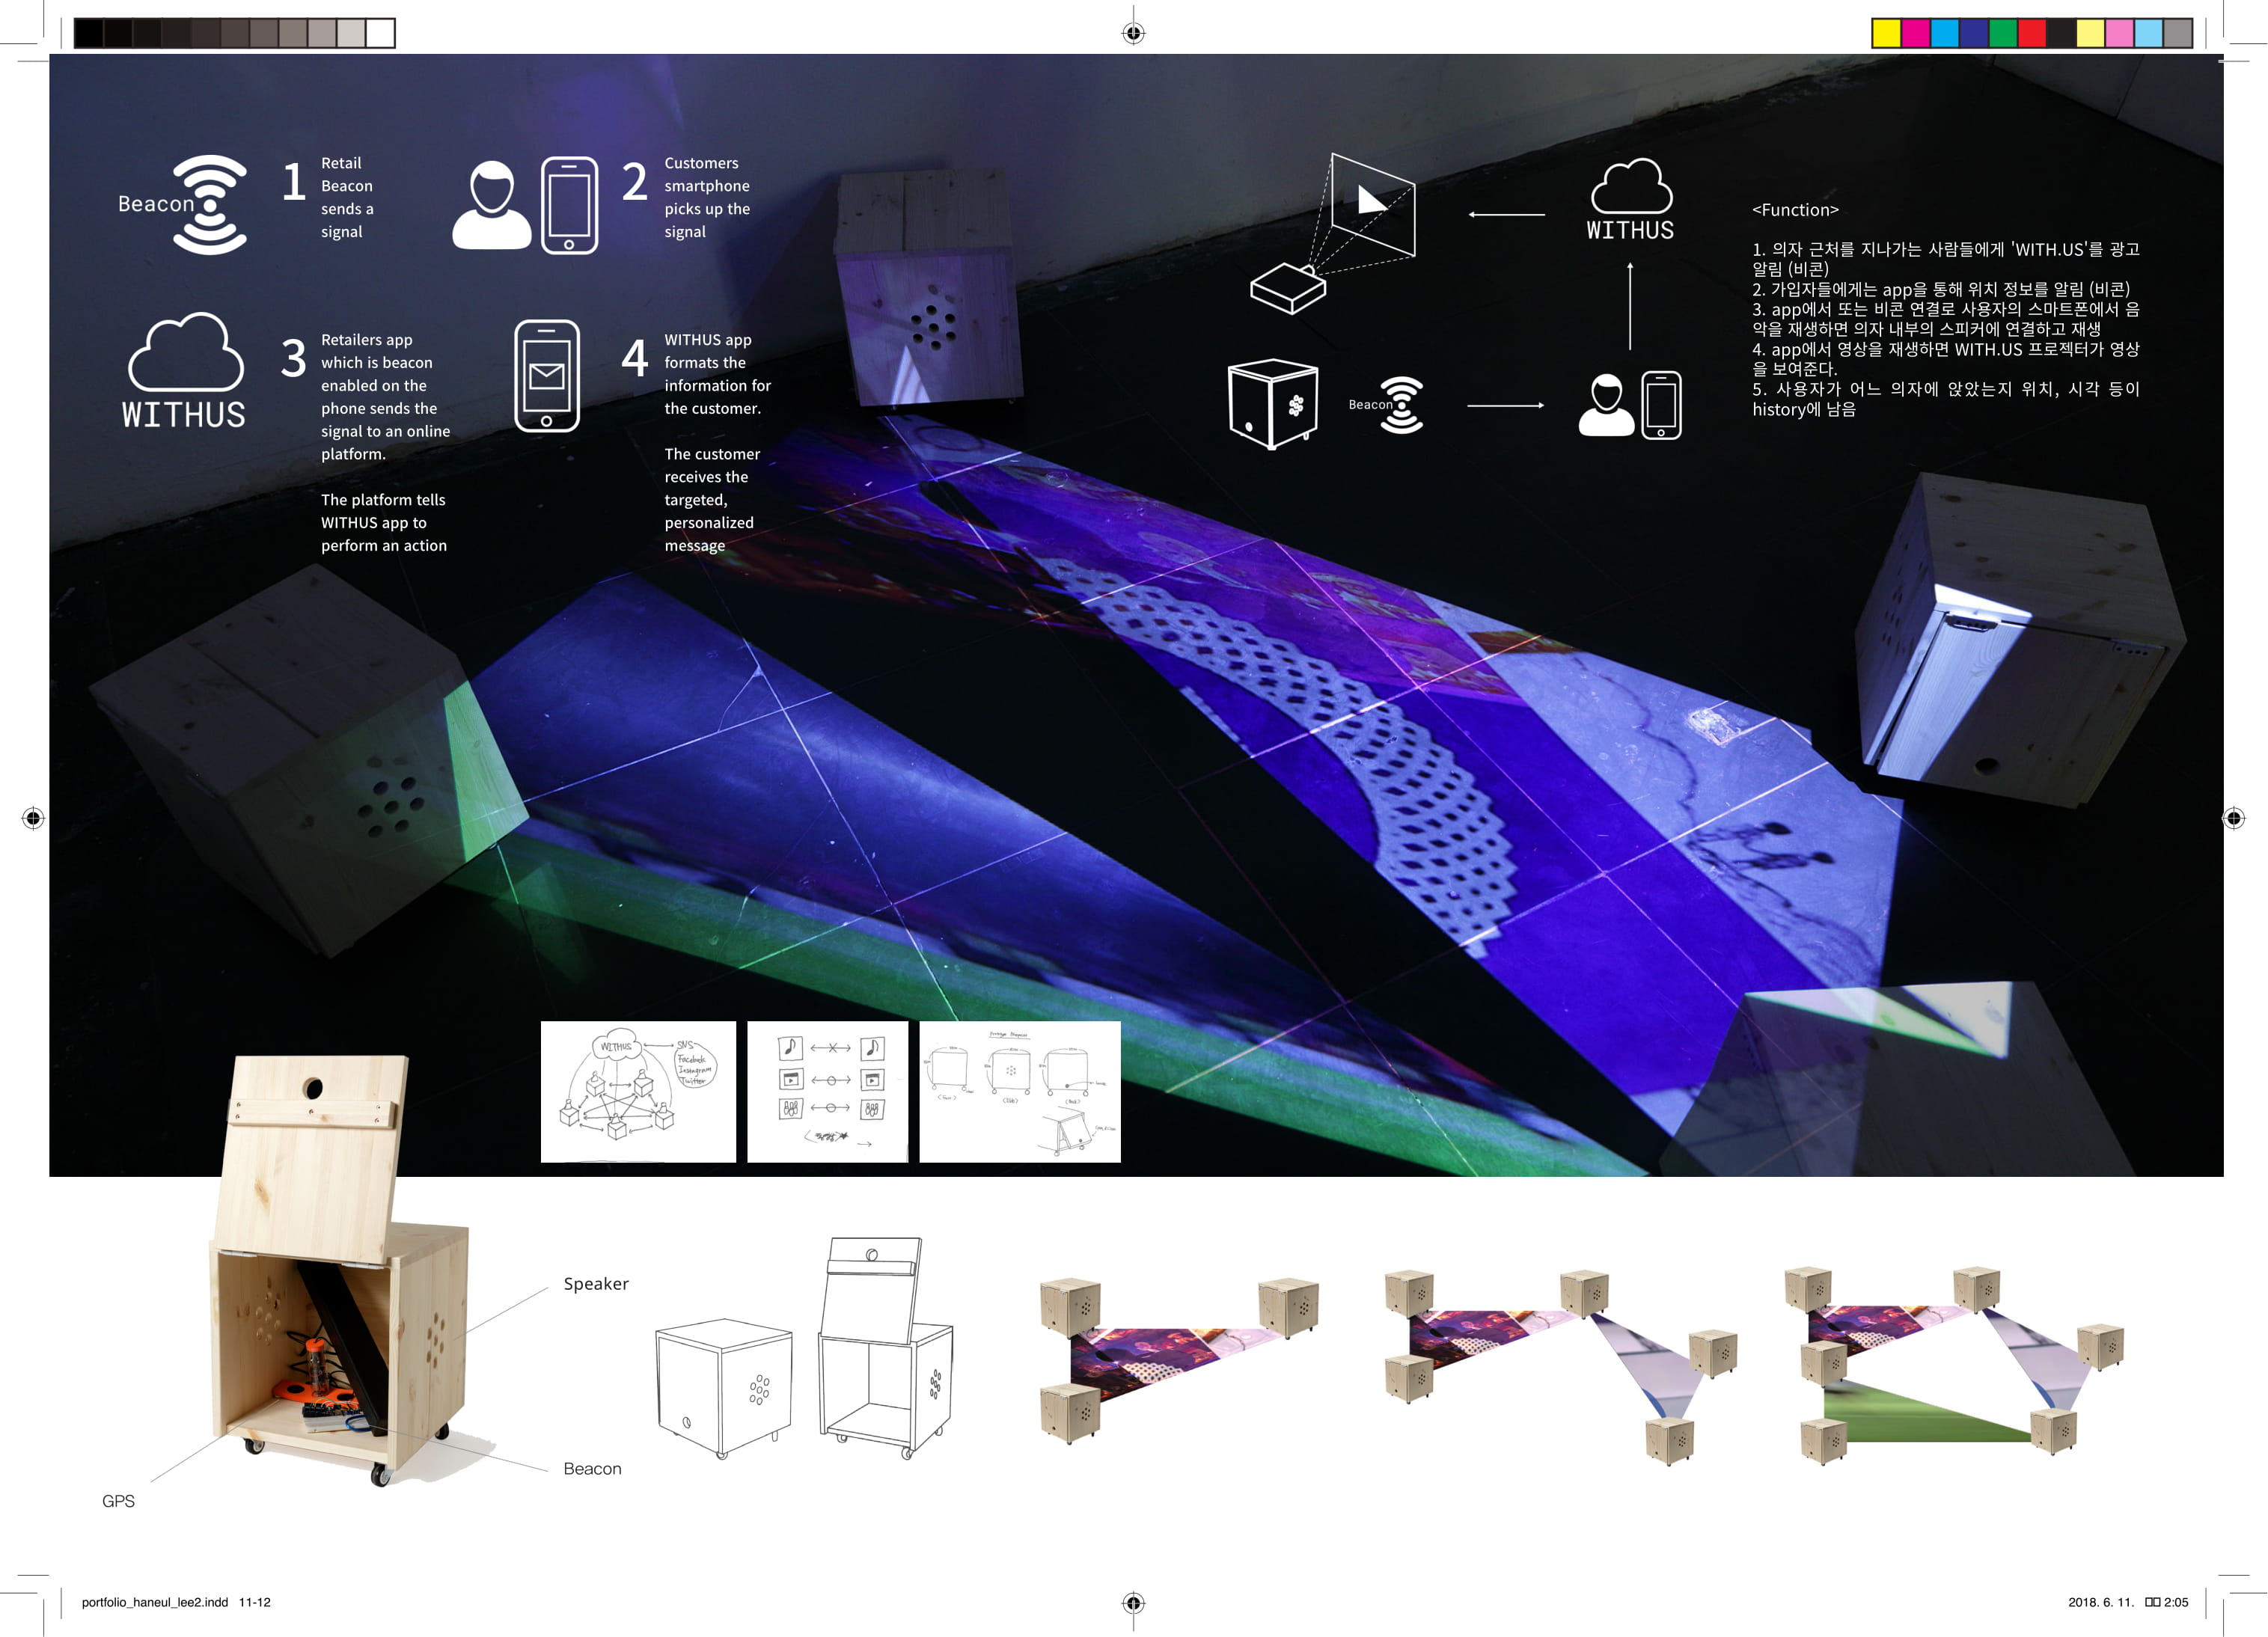 Beacon
1
Retail
Beacon
sends a
signal
2
Customers
smartphone
picks up the
signal
WITHUS
3
Retailers app
which is beacon
enabled on the
phone sends the
signal to an online
platform.
The platform tells
WITHUS app to
perform an action
4
WITHUS app
formats the
information for
the customer.
The customer
receives the
targeted,
personalized
message
WITHUS
Beacon
<Function>
1. 의자 근처를 지나가는 사람들에게 'WITH.US'를 광고
알림 (비콘)
2. 가입자들에게는 app을 통해 위치 정보를 알림 (비콘)
3. app에서 또는 비콘 연결로 사용자의 스마트폰에서 음
악을 재생하면 의자 내부의 스피커에 연결하고 재생
4. app에서 영상을 재생하면 WITH.US 프로젝터가 영상
을 보여준다.
5. 사용자가 어느 의자에 앉았는지 위치, 시각 등이
history에 남음
WITHUS
SNS
Facebook
Instagram
Twitter
Speaker
Beacon
GPS
portfolio_haneul_lee2.indd 11-12
2018. 6. 11. 2:05